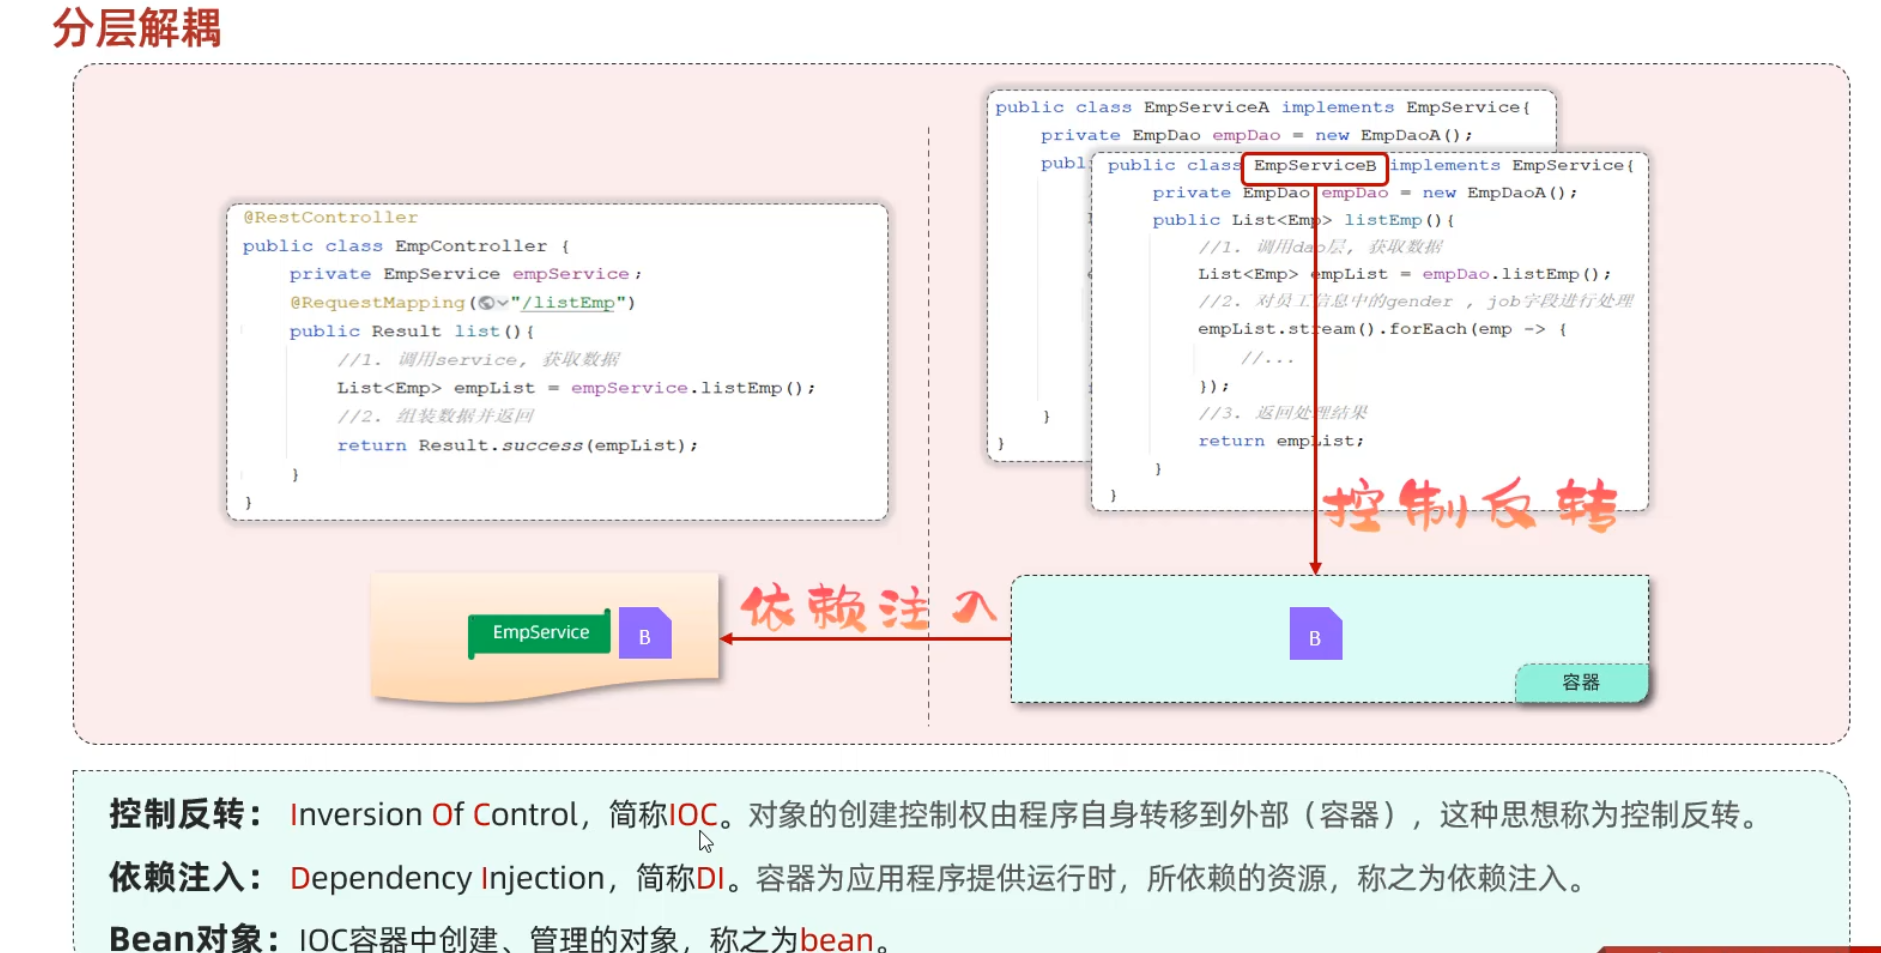 分层解耦
@RestController
public class EmpController {
private EmpService empService;
@RequestMapping("/listEmp")
public Result list(){
//1. 调用service, 获取数据
List<Emp> empList = empService.listEmp();
//2. 组装数据并返回
return Result.success(empList);
}
}
public class EmpServiceA implements EmpService{
private EmpDao empDao = new EmpDaoA();
publ
}
}
public class EmpServiceB implements EmpService{
private EmpDao empDao = new EmpDaoA();
public List<Emp> listEmp(){
//1. 调用dao层, 获取数据
List<Emp> empList = empDao.listEmp();
//2. 对员工信息中的gender , job字段进行处理
empList.stream().forEach(emp -> {
//...
});
//3. 返回处理结果
return empList;
}
}
控制反转
依赖注入
EmpService B
B
容器
控制反转：Inversion Of Control，简称IOC。对象的创建控制权由程序自身转移到外部（容器），这种思想称为控制反转。
依赖注入：Dependency Injection，简称DI。容器为应用程序提供运行时，所依赖的资源，称之为依赖注入。
Bean对象：IOC容器中创建、管理的对象，称之为bean。